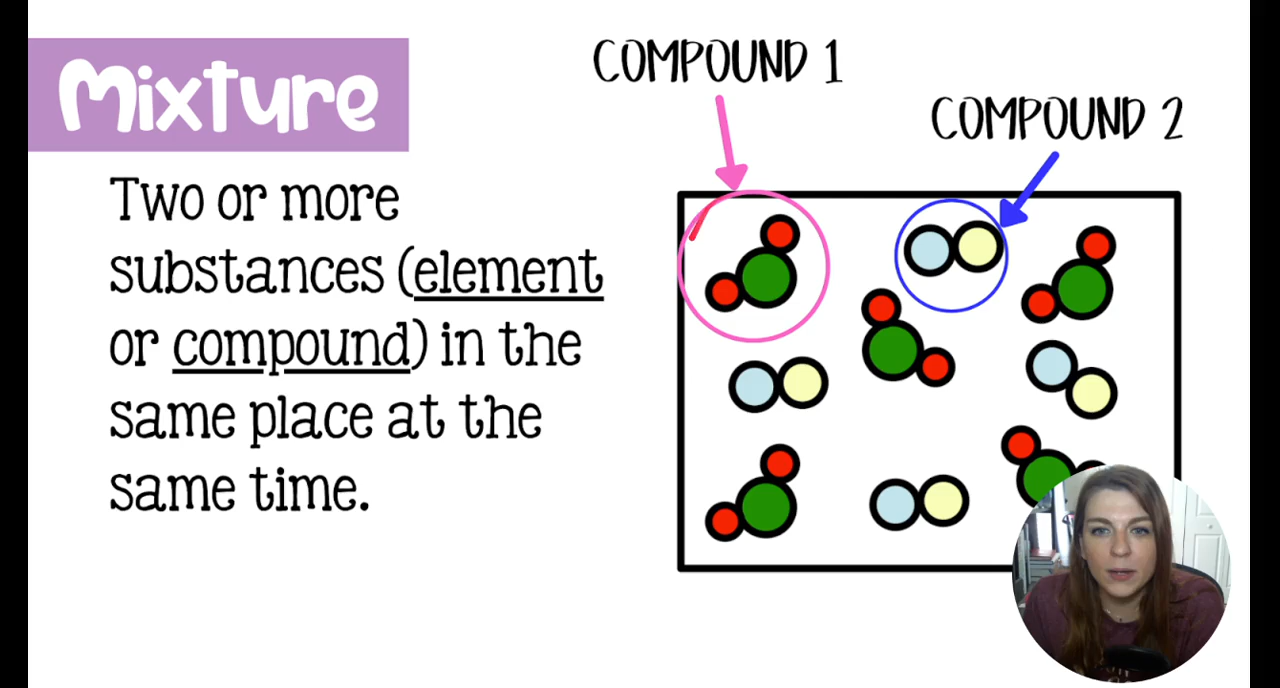 Mixture
Two or more
substances (element
or compound) in the
same place at the
same time.
COMPOUND 1
COMPOUND 2